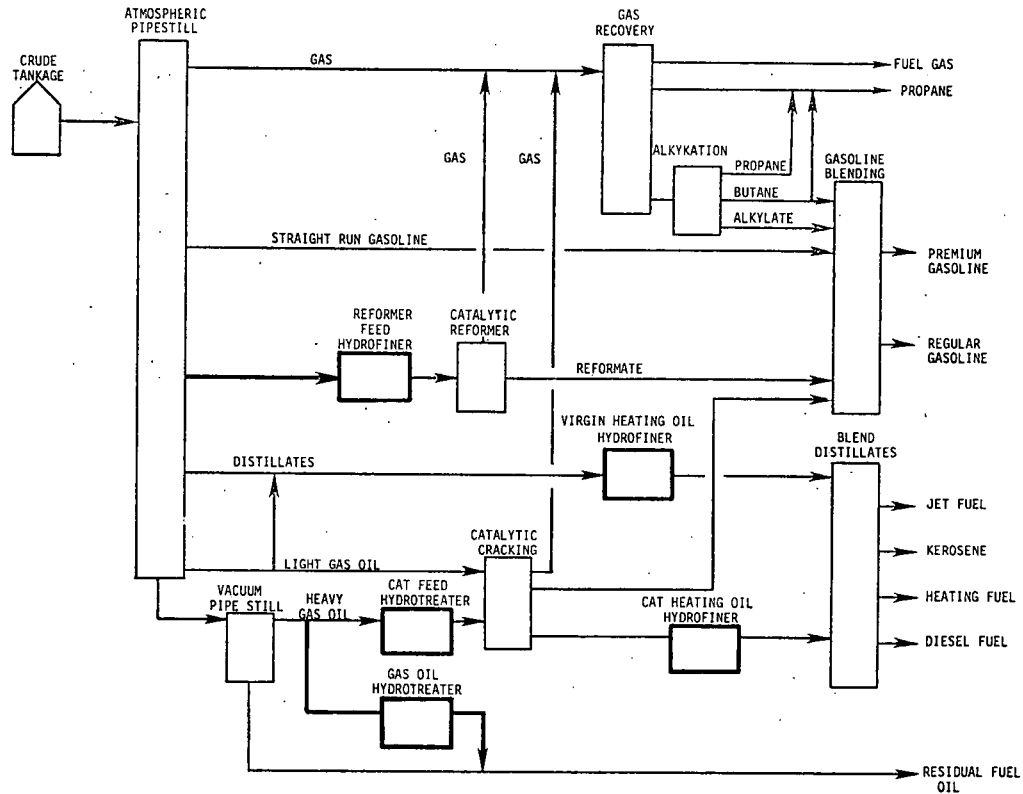 ATMOSPHERIC
PIPESTILL
GAS
RECOVERY
CRUDE
TANKAGE
GAS
FUEL GAS
PROPANE
GAS
GAS
ALKYKATION
PROPANE
BUTANE
ALKYLATE
GASOLINE
BLENDING
STRAIGHT RUN GASOLINE
PREMIUM
GASOLINE
REFORMER
FEED
HYDROFINER
CATALYTIC
REFORMER
REGULAR
GASOLINE
REFORMATE
VIRGIN HEATING OIL
HYDROFINER
BLEND
DISTILLATES
DISTILLATES
JET FUEL
CATALYTIC
CRACKING
KEROSENE
LIGHT GAS OIL
VACUUM
PIPE STILL
HEAVY
GAS OIL
CAT FEED
HYDROTREATER
CAT HEATING OIL
HYDROFINER
HEATING FUEL
DIESEL FUEL
GAS OIL
HYDROTREATER
RESIDUAL FUEL
OIL